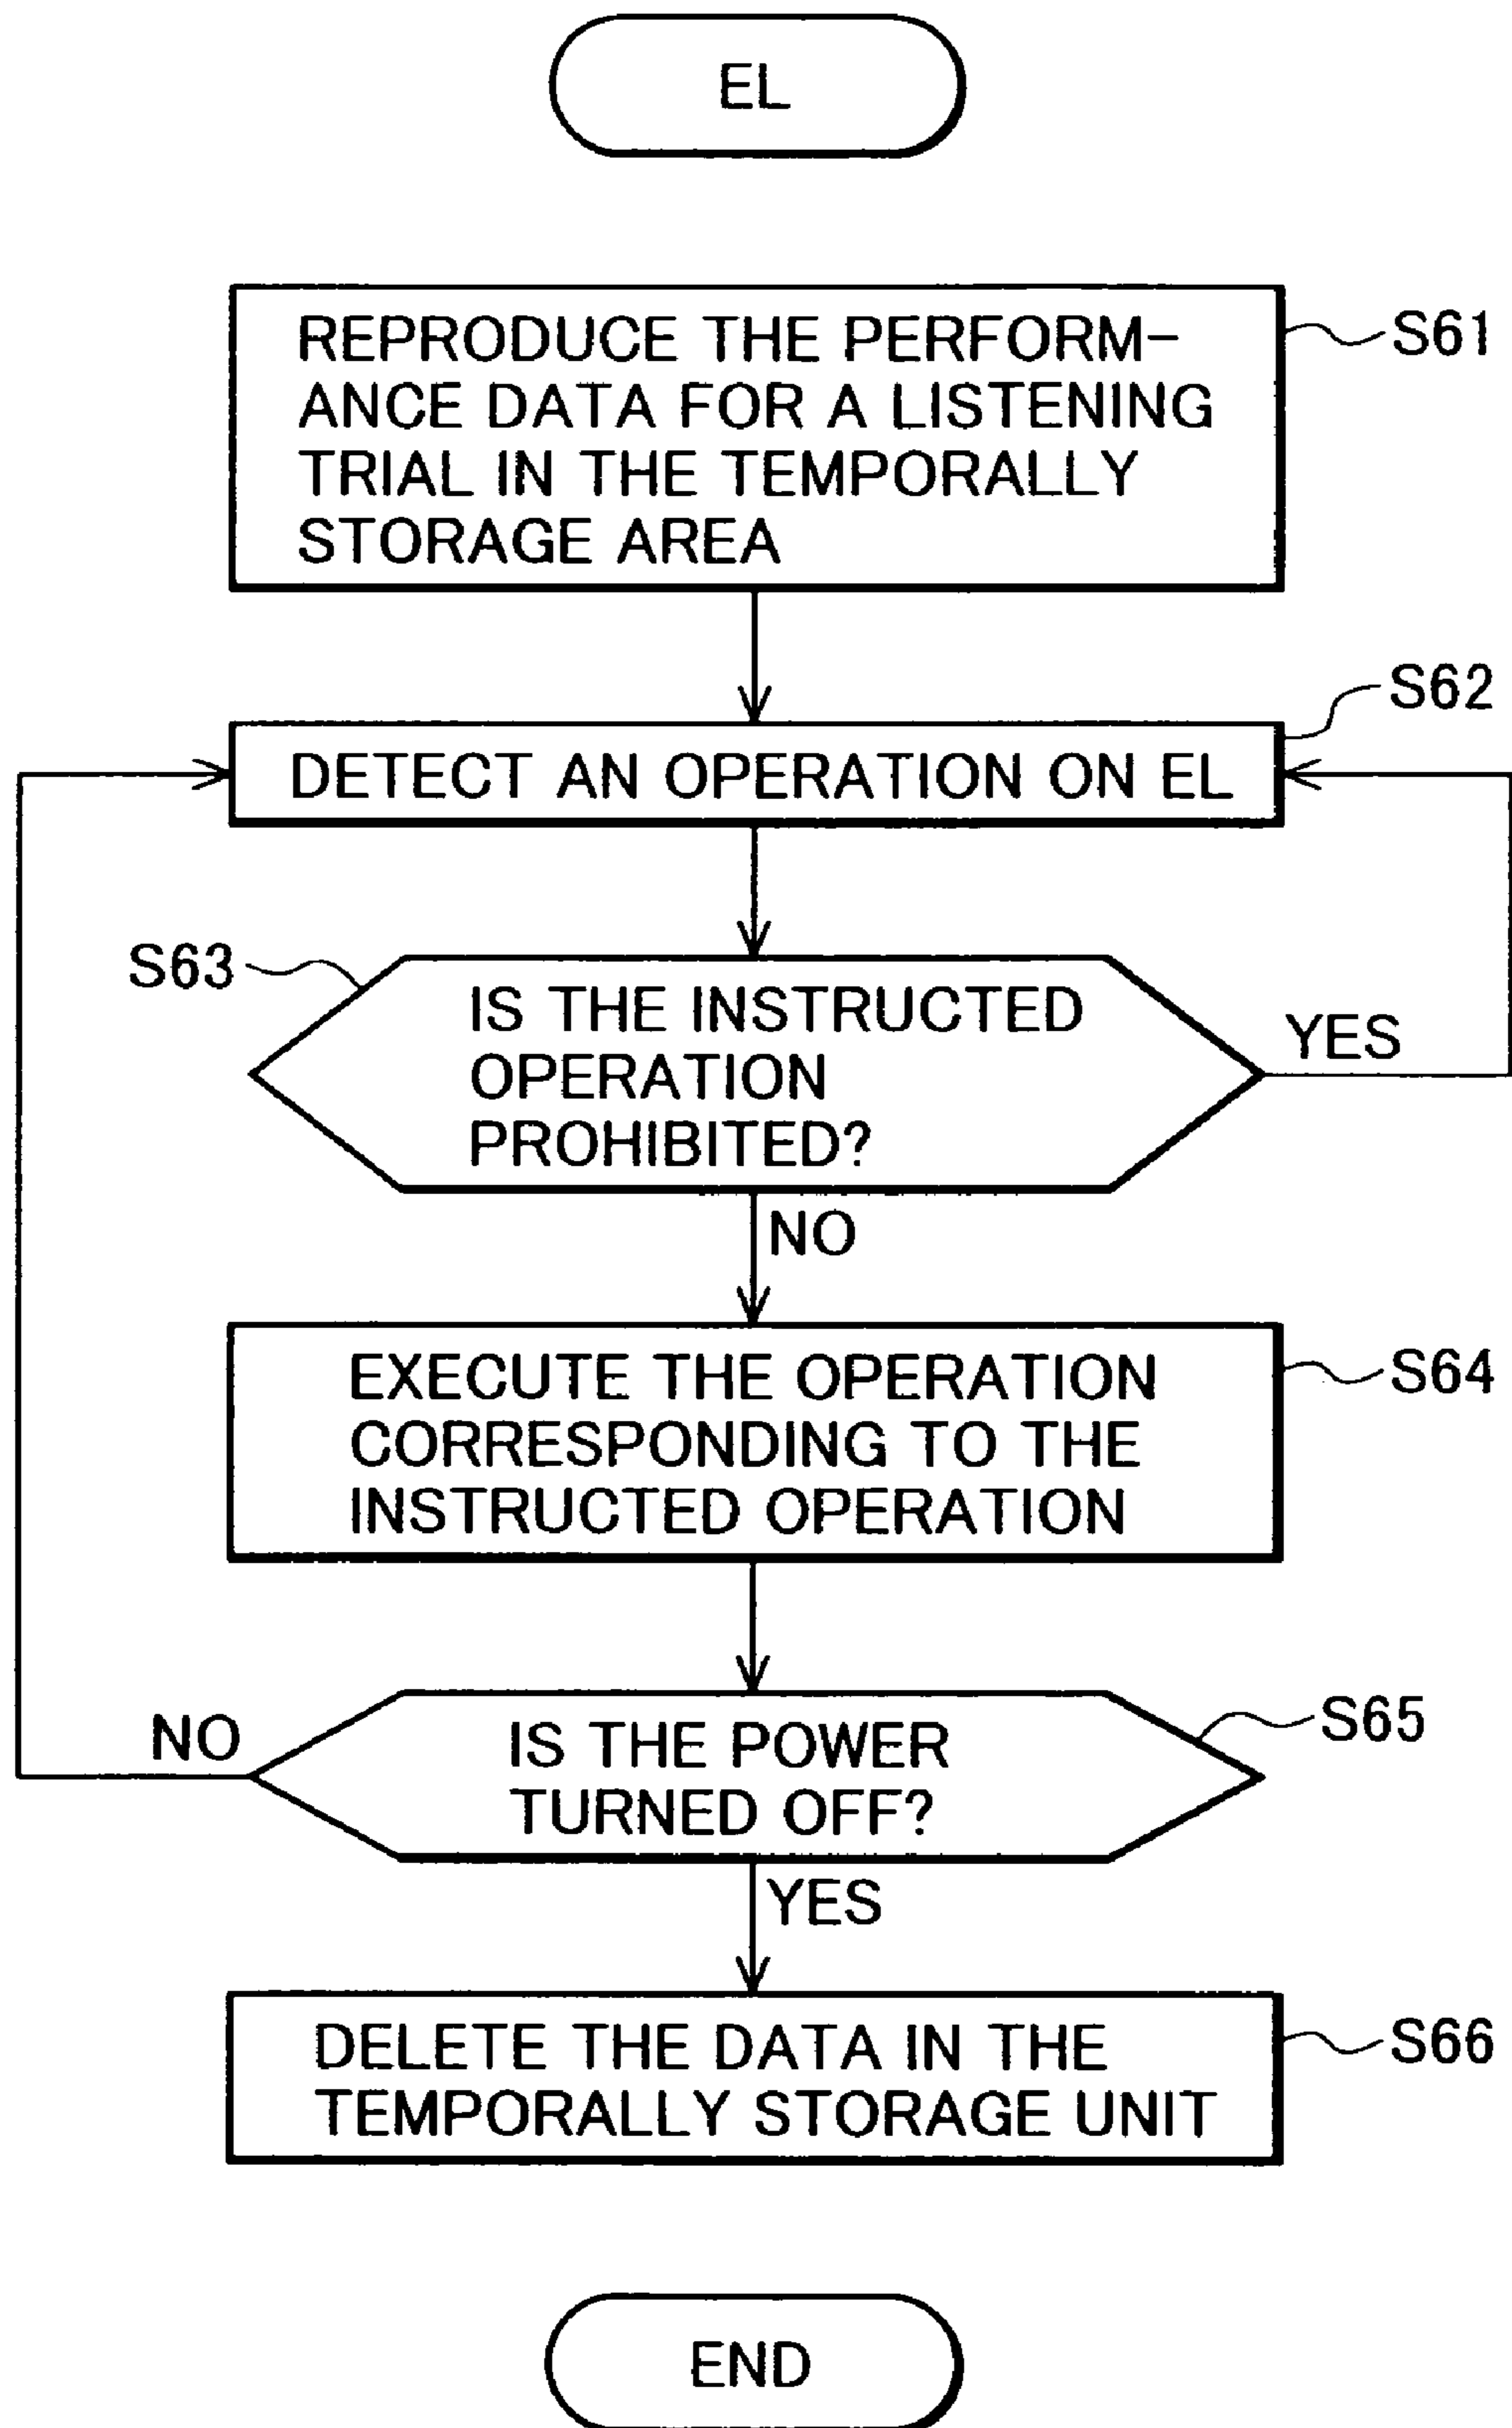 EL
REPRODUCE THE PERFORM-
ANCE DATA FOR A LISTENING
TRIAL IN THE TEMPORALLY
STORAGE AREA
S61
S62
DETECT AN OPERATION ON EL
S63
IS THE INSTRUCTED
OPERATION
PROHIBITED?
YES
NO
EXECUTE THE OPERATION
CORRESPONDING TO THE
INSTRUCTED OPERATION
S64
NO
IS THE POWER
TURNED OFF?
S65
YES
DELETE THE DATA IN THE
TEMPORALLY STORAGE UNIT
S66
END